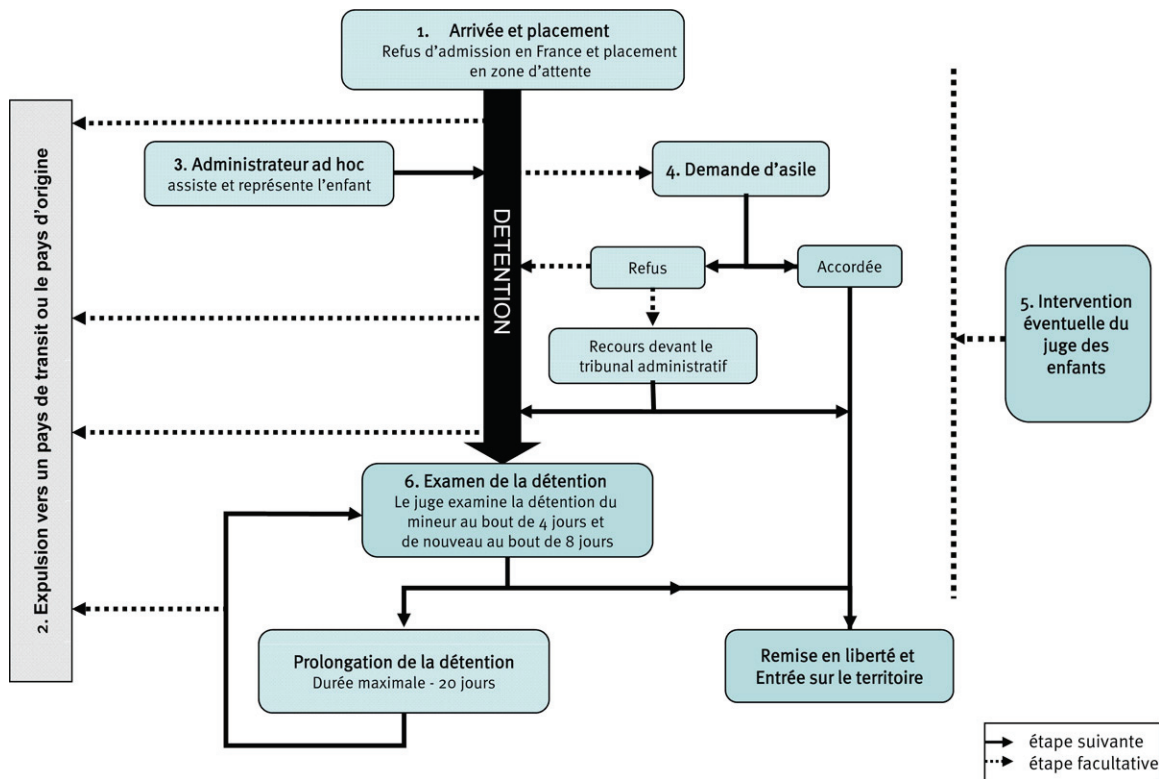 1. Arrivée et placement
Refus d'admission en France et placement
en zone d'attente
2. Expulsion vers un pays de transit ou le pays d'origine
3. Administrateur ad hoc
assiste et représente l'enfant
4. Demande d'asile
DETENTION
Refus
Accordée
5. Intervention
éventuelle du
juge des
enfants
Recours devant le
tribunal administratif
6. Examen de la détention
Le juge examine la détention du
mineur au bout de 4 jours et
de nouveau au bout de 8 jours
Prolongation de la détention
Durée maximale - 20 jours
Remise en liberté et
Entrée sur le territoire
étape suivante
étape facultative